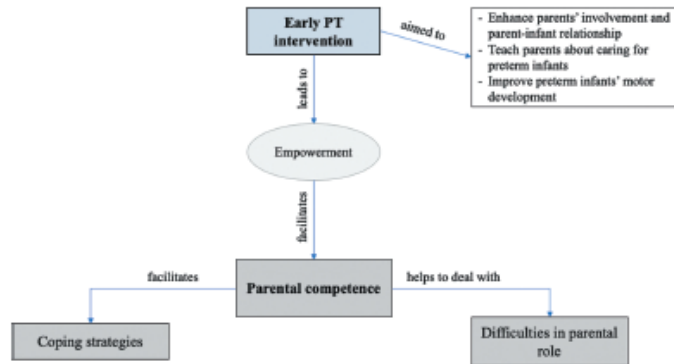 Early PT
intervention
aimed to
- Enhance parents' involvement and
parent-infant relationship
- Teach parents about caring for
preterm infants
- Improve preterm infants' motor
development
leads to
Empowerment
facilitates
facilitates
Parental competence
helps to deal with
Coping strategies
Difficulties in parental
role